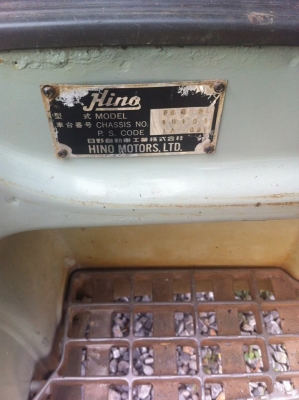 Hino
型 式 MODEL
車台番号 CHASSIS NO.
P. S. CODE
日野自動車工業株式会社
HINO MOTORS, LTD.